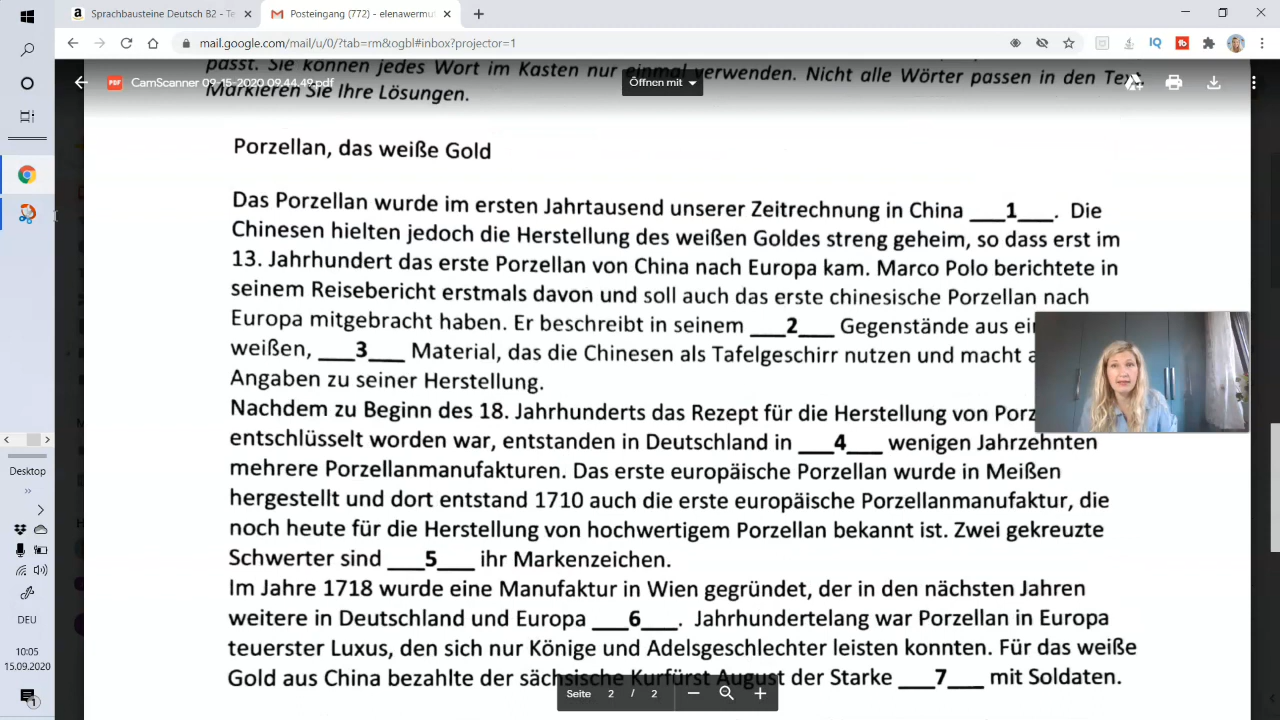 Sprachbausteine Deutsch B2 - Te
Posteingang (772) - elenawermut
mail.google.com/mail/u/0/?tab=rm&ogbl#inbox?projector=1
passt. Sie können jedes Wort im Kasten nur einmal verwenden. Nicht alle Wörter passen in den Text.
Markieren Sie Ihre Lösungen.
PDF CamScanner 09-15-2020 09.44.49.pdf
Öffnen mit
Porzellan, das weiße Gold
Das Porzellan wurde im ersten Jahrtausend unserer Zeitrechnung in China ___1___. Die
Chinesen hielten jedoch die Herstellung des weißen Goldes streng geheim, so dass erst im
13. Jahrhundert das erste Porzellan von China nach Europa kam. Marco Polo berichtete in
seinem Reisebericht erstmals davon und soll auch das erste chinesische Porzellan nach
Europa mitgebracht haben. Er beschreibt in seinem ___2___ Gegenstände aus ei
weißen, ___3___ Material, das die Chinesen als Tafelgeschirr nutzen und macht a
Angaben zu seiner Herstellung.
Nachdem zu Beginn des 18. Jahrhunderts das Rezept für die Herstellung von Porz
entschlüsselt worden war, entstanden in Deutschland in ___4___ wenigen Jahrzehnten
mehrere Porzellanmanufakturen. Das erste europäische Porzellan wurde in Meißen
hergestellt und dort entstand 1710 auch die erste europäische Porzellanmanufaktur, die
noch heute für die Herstellung von hochwertigem Porzellan bekannt ist. Zwei gekreuzte
Schwerter sind ___5___ ihr Markenzeichen.
Im Jahre 1718 wurde eine Manufaktur in Wien gegründet, der in den nächsten Jahren
weitere in Deutschland und Europa ___6___. Jahrhundertelang war Porzellan in Europa
teuerster Luxus, den sich nur Könige und Adelsgeschlechter leisten konnten. Für das weiße
Gold aus China bezahlte der sächsische Kurfürst August der Starke ___7___ mit Soldaten.
Seite 2 / 2
Desktop
DEU
10:05
15.09.2020